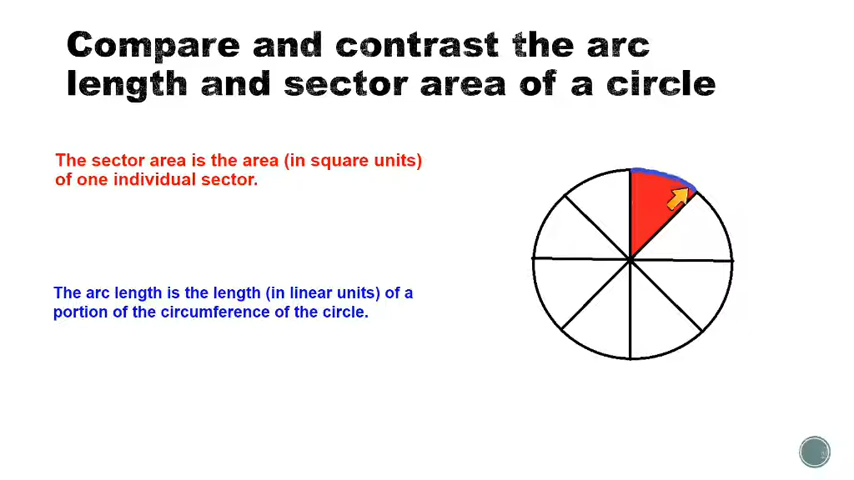 Compare and contrast the arc
length and sector area of a circle
The sector area is the area (in square units)
of one individual sector.
The arc length is the length (in linear units) of a
portion of the circumference of the circle.